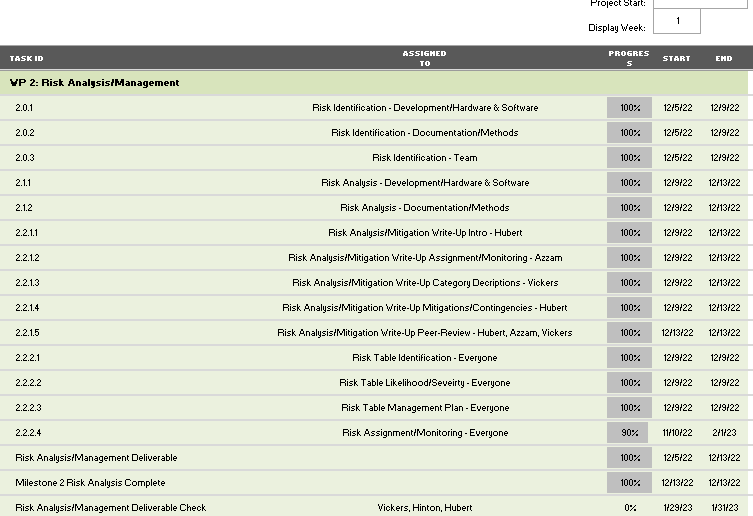 Project Start:
Display Week: 1
TASK ID ASSIGNED TO PROGRESS START END
WP 2: Risk Analysis/Management
2.0.1 Risk Identification - Development/Hardware & Software 100% 12/5/22 12/9/22
2.0.2 Risk Identification - Documentation/Methods 100% 12/5/22 12/9/22
2.0.3 Risk Identification - Team 100% 12/5/22 12/9/22
2.1.1 Risk Analysis - Development/Hardware & Software 100% 12/9/22 12/13/22
2.1.2 Risk Analysis - Documentation/Methods 100% 12/9/22 12/13/22
2.2.1.1 Risk Analysis/Mitigation Write-Up Intro - Hubert 100% 12/9/22 12/13/22
2.2.1.2 Risk Analysis/Mitigation Write-Up Assignment/Monitoring - Azzam 100% 12/9/22 12/13/22
2.2.1.3 Risk Analysis/Mitigation Write-Up Category Decriptions - Vickers 100% 12/9/22 12/13/22
2.2.1.4 Risk Analysis/Mitigation Write-Up Mitigations/Contingencies - Hubert 100% 12/9/22 12/13/22
2.2.1.5 Risk Analysis/Mitigation Write-Up Peer-Review - Hubert, Azzam, Vickers 100% 12/13/22 12/13/22
2.2.2.1 Risk Table Identification - Everyone 100% 12/9/22 12/9/22
2.2.2.2 Risk Table Likelihood/Seveirty - Everyone 100% 12/9/22 12/9/22
2.2.2.3 Risk Table Management Plan - Everyone 100% 12/9/22 12/9/22
2.2.2.4 Risk Assignment/Monitoring - Everyone 90% 11/10/22 2/1/23
Risk Analysis/Management Deliverable 100% 12/5/22 12/13/22
Milestone 2 Risk Analysis Complete 100% 12/13/22 12/13/22
Risk Analysis/Management Deliverable Check Vickers, Hinton, Hubert 0% 1/29/23 1/31/23